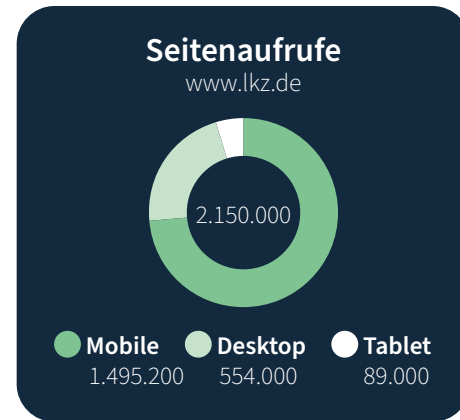 Seitenaufrufe
www.lkz.de
2.150.000
Mobile Desktop Tablet
1.495.200 554.000 89.000